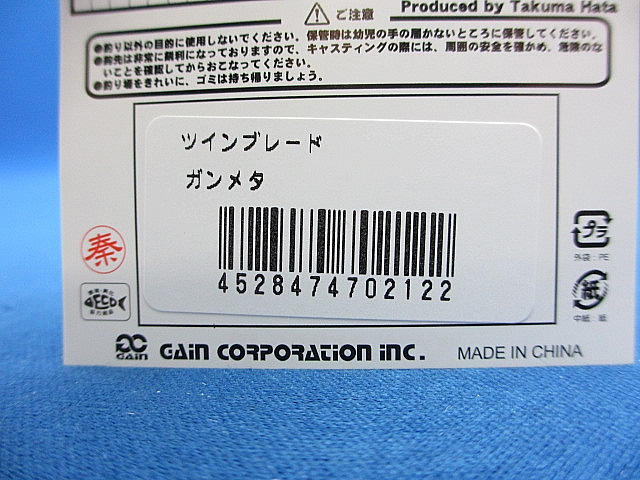 Produced by Takuma Hata
ご注意
●釣り以外の目的に使用しないでください。保管時は幼児の手の届かないところに保管してください。
●釣先は非常に鋭利になっておりますので、キャスティングの際には、周囲の安全を確かめ、危険のな
いことを確認してからおこなってください。
●釣り場をきれいに、ゴミは持ち帰りましょう。
ツインブレード
ガンメタ
4528474702122
秦
プラ
外袋：PE
紙
中紙：紙
FECO
GAIN
GAIN CORPORATION INC.
MADE IN CHINA